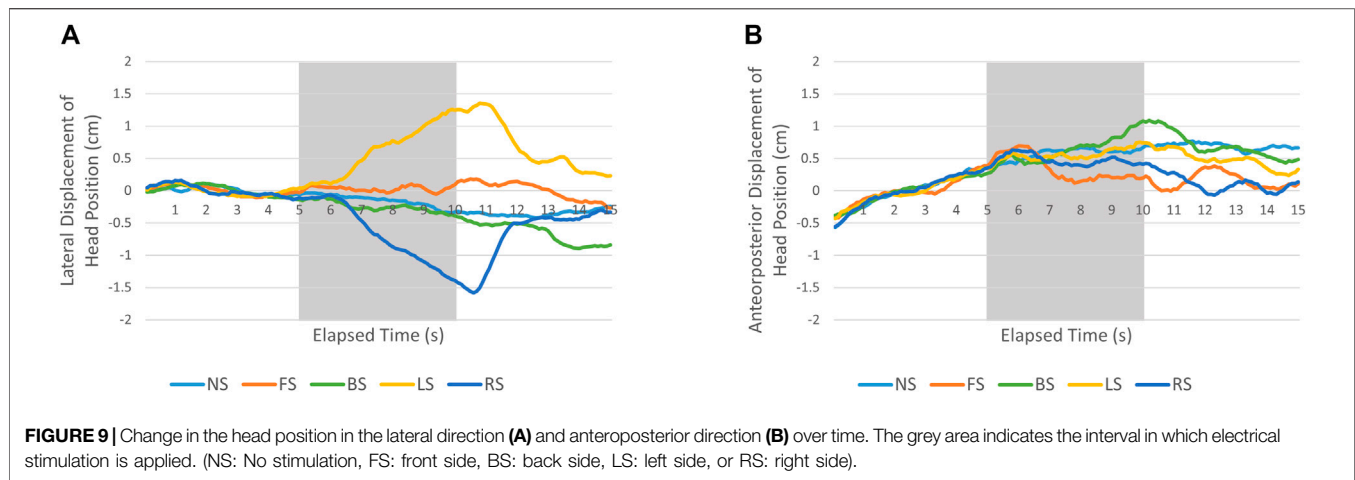 A
Lateral Displacement of
Head Position (cm)
2
1.5
1
0.5
0
-0.5
-1
-1.5
-2
1 2 3 4 5 6 7 8 9 10 11 12 13 14 15
Elapsed Time (s)
NS FS BS LS RS
B
Anteorposterior Displacement of
Head Position (cm)
2
1.5
1
0.5
0
-0.5
-1
-1.5
-2
1 2 3 4 5 6 7 8 9 10 11 12 13 14 15
Elapsed Time (s)
NS FS BS LS RS
FIGURE 9 | Change in the head position in the lateral direction (A) and anteroposterior direction (B) over time. The grey area indicates the interval in which electrical
stimulation is applied. (NS: No stimulation, FS: front side, BS: back side, LS: left side, or RS: right side).